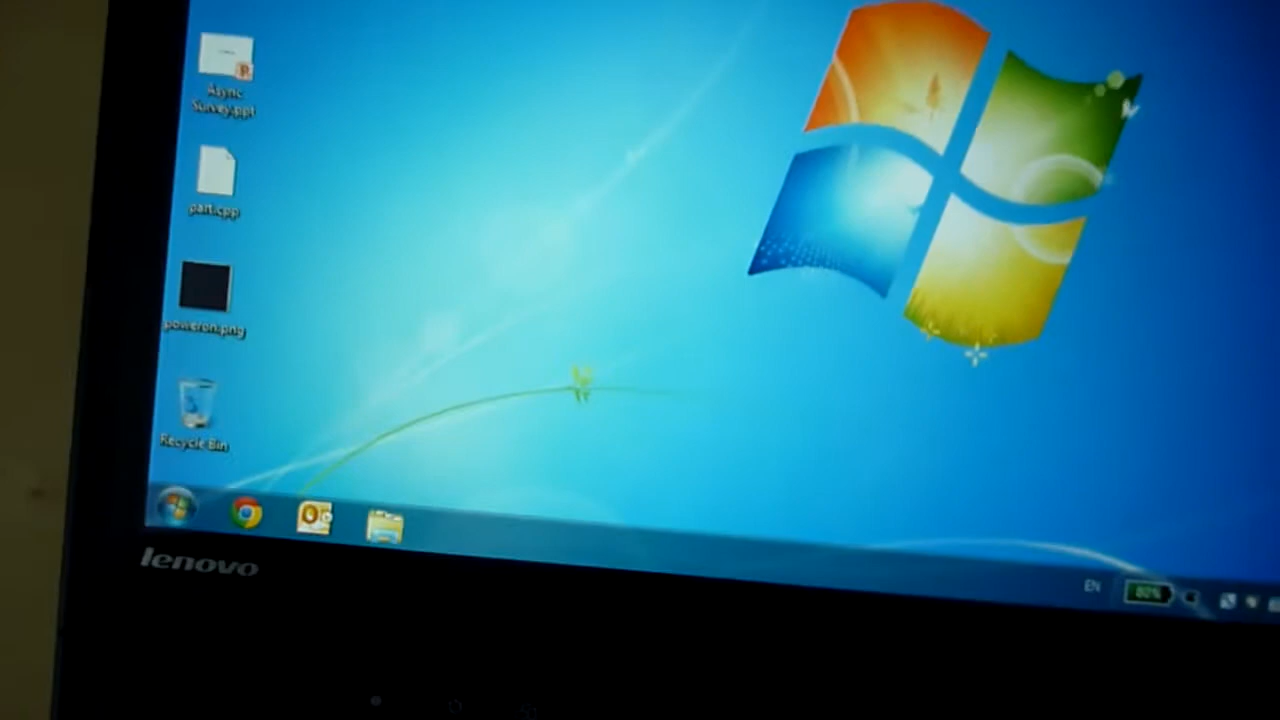 Async
Survey.ppt
part.cpp
poweron.png
Recycle Bin
lenovo
EN
80%